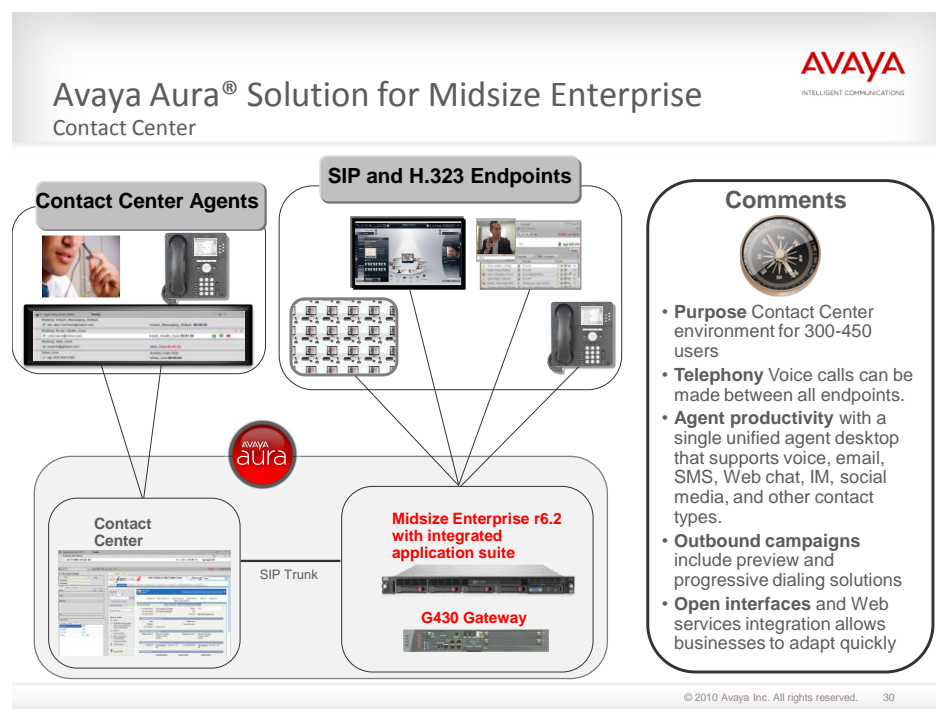 AVAYA
INTELLIGENT COMMUNICATIONS
Avaya Aura® Solution for Midsize Enterprise
Contact Center
Contact Center Agents
SIP and H.323 Endpoints
AVAYA
aura
Contact
Center
SIP Trunk
Midsize Enterprise r6.2
with integrated
application suite
G430 Gateway
Comments
• Purpose Contact Center
environment for 300-450
users
• Telephony Voice calls can be
made between all endpoints.
• Agent productivity with a
single unified agent desktop
that supports voice, email,
SMS, Web chat, IM, social
media, and other contact
types.
• Outbound campaigns
include preview and
progressive dialing solutions
• Open interfaces and Web
services integration allows
businesses to adapt quickly
© 2010 Avaya Inc. All rights reserved. 30